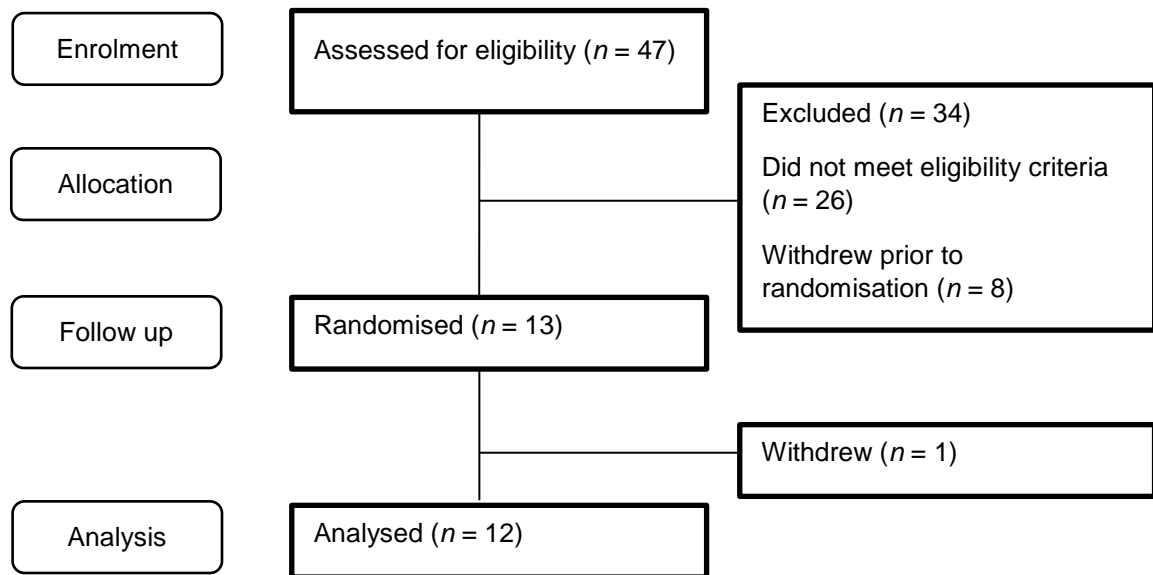 Enrolment
Assessed for eligibility (n = 47)
Excluded (n = 34)
Did not meet eligibility criteria
(n = 26)
Withdrew prior to
randomisation (n = 8)
Allocation
Follow up
Randomised (n = 13)
Withdrew (n = 1)
Analysis
Analysed (n = 12)